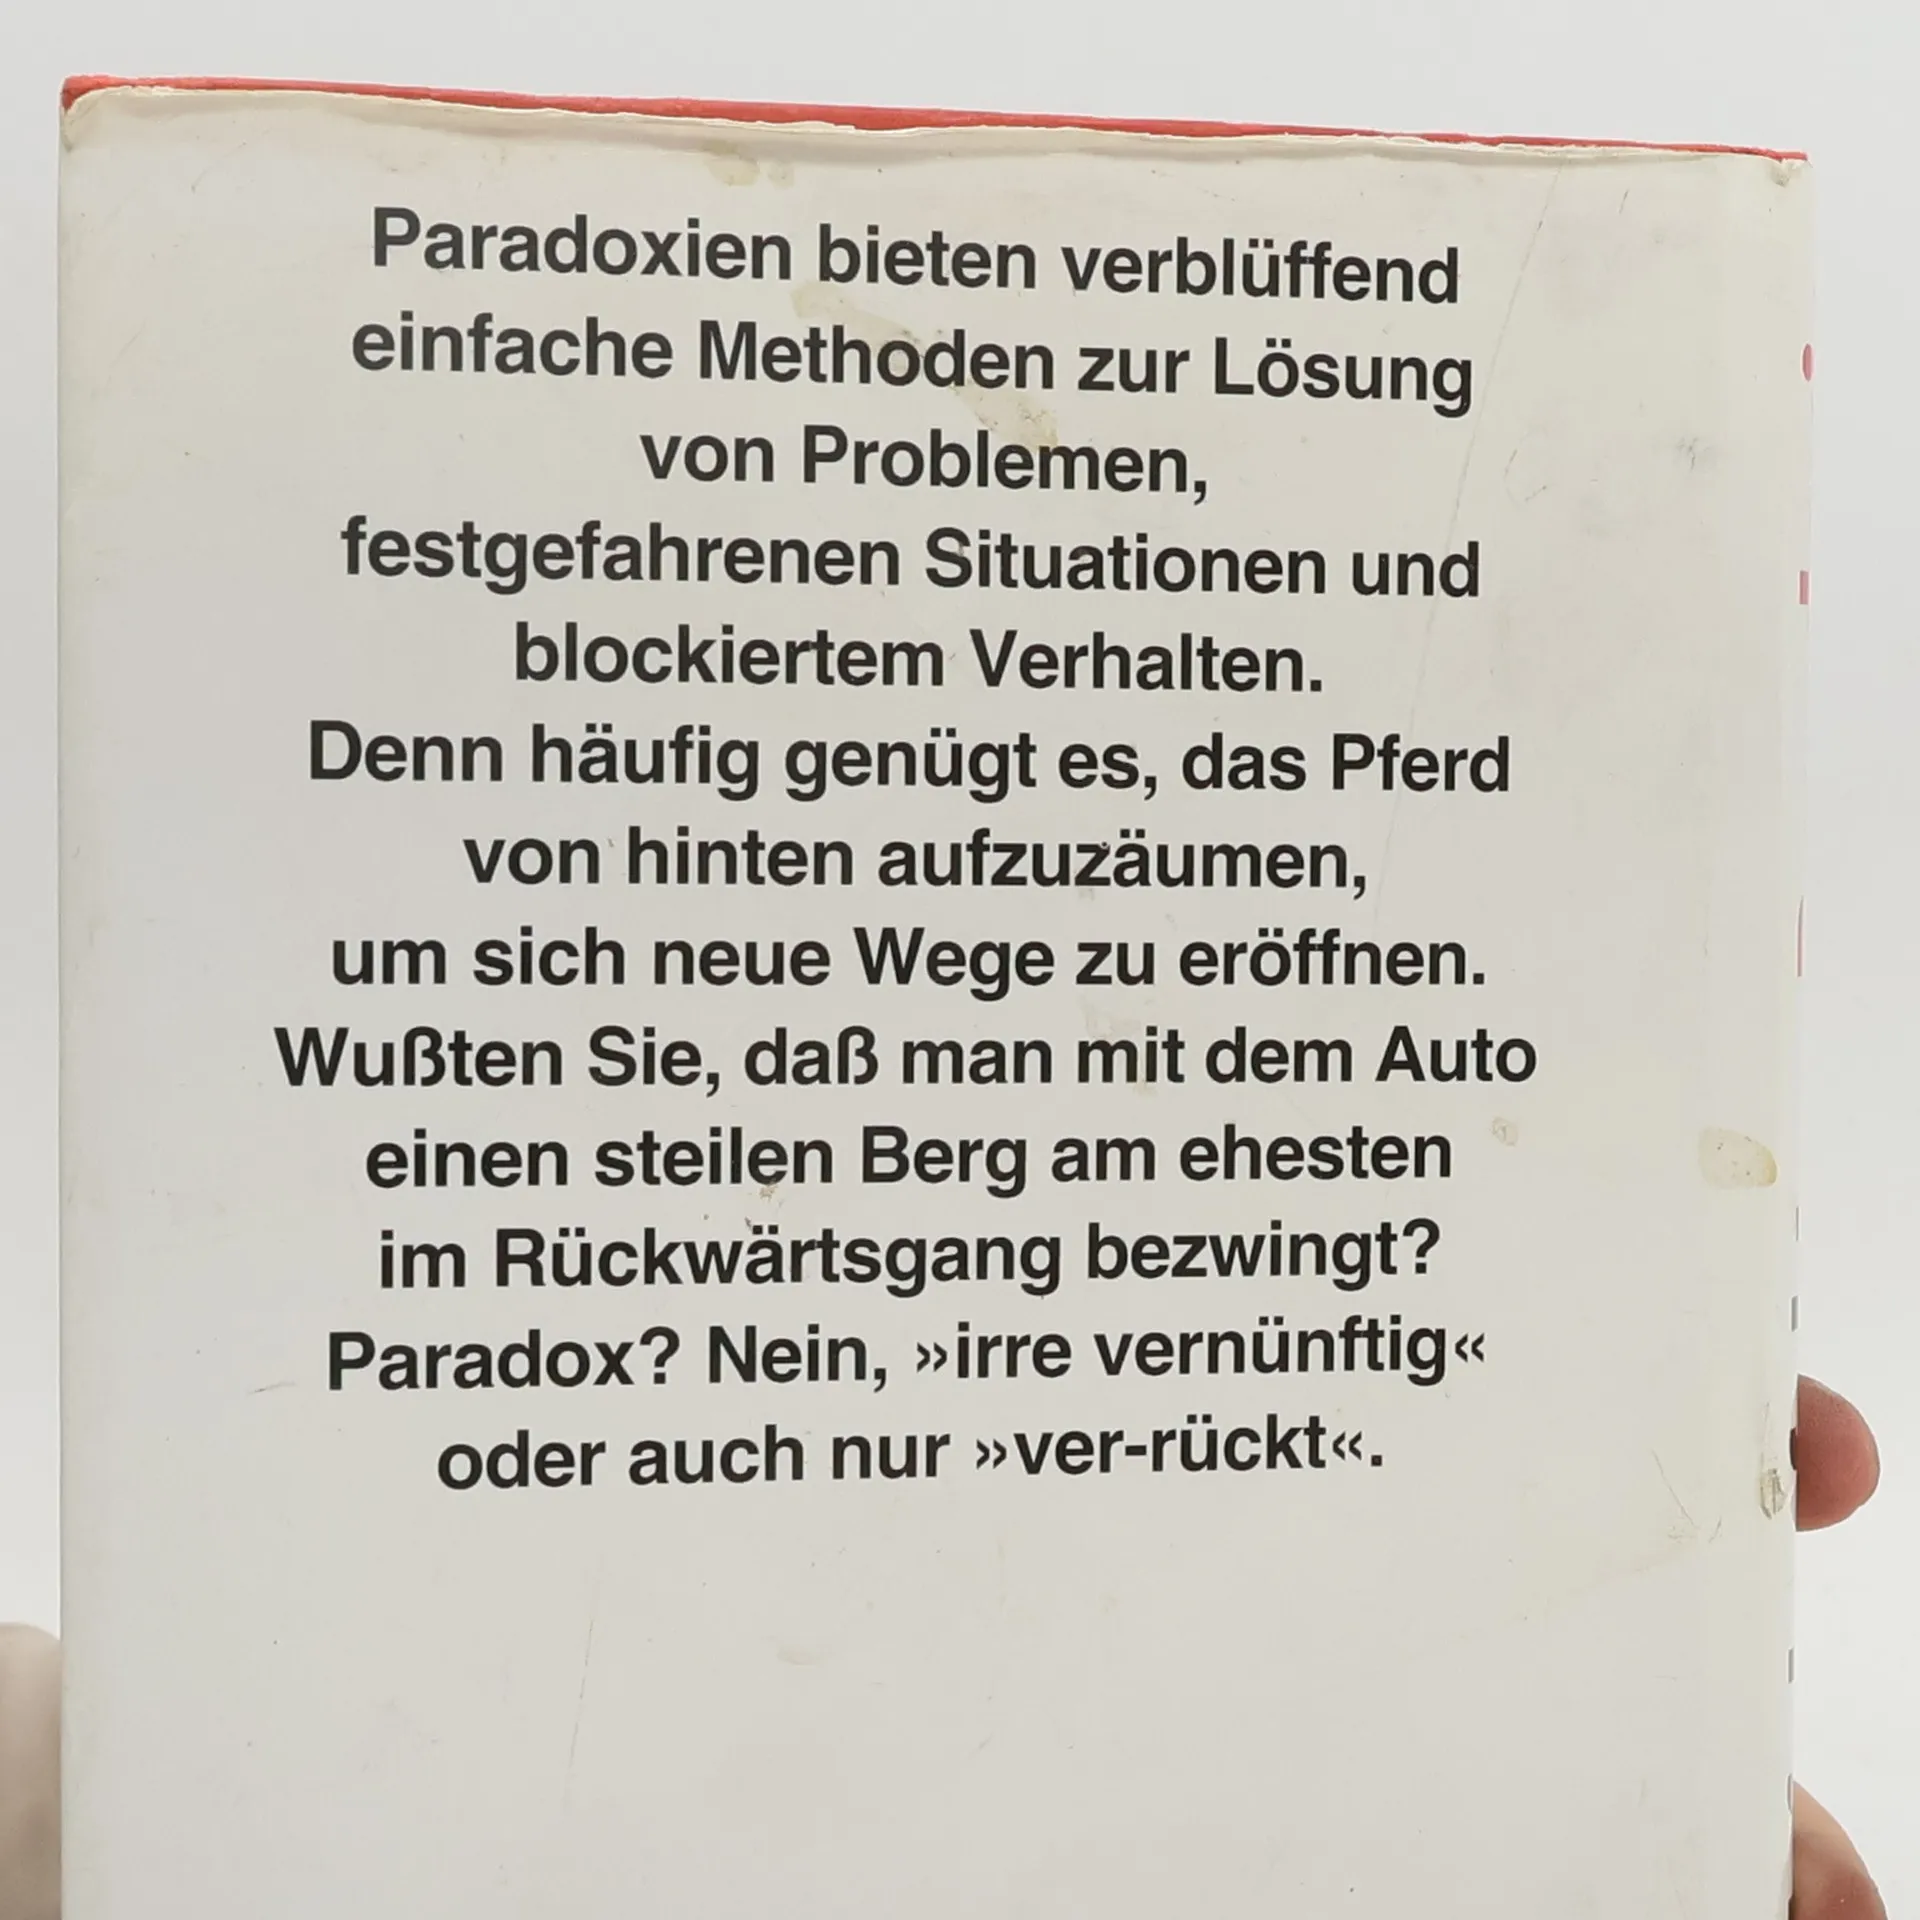 Paradoxien bieten verblüffend
einfache Methoden zur Lösung
von Problemen,
festgefahrenen Situationen und
blockiertem Verhalten.
Denn häufig genügt es, das Pferd
von hinten aufzuzäumen,
um sich neue Wege zu eröffnen.
Wußten Sie, daß man mit dem Auto
einen steilen Berg am ehesten
im Rückwärtsgang bezwingt?
Paradox? Nein, »irre vernünftig«
oder auch nur »ver-rückt«.